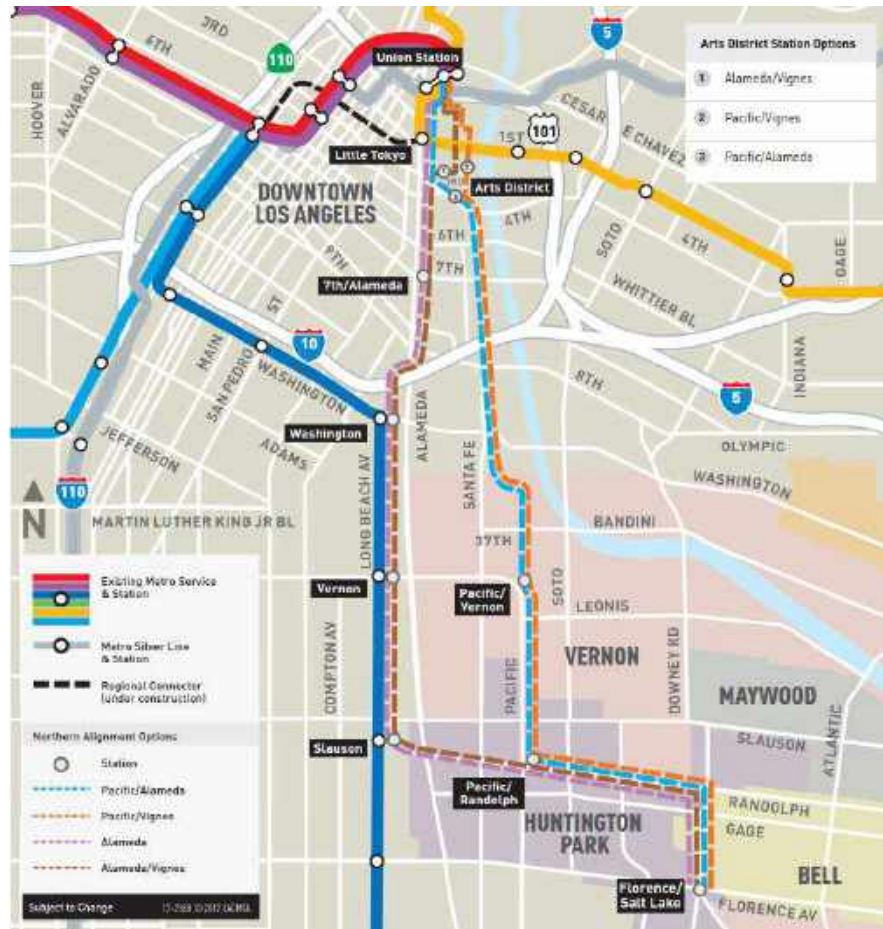 3RD
6TH
110
5
Union Station
Arts District Station Options
1 Alameda/Vignes
2 Pacific/Vignes
3 Pacific/Alameda
HOOVER
ALVARADO
CESAR
E CHAVEZ
101
1ST
Little Tokyo
DOWNTOWN
LOS ANGELES
Arts District
4TH
4TH
6TH
7TH
9TH
SOTO
GAGE
7th/Alameda
WHITTIER BL
ST
10
MAIN
SAN PEDRO
WASHINGTON
8TH
INDIANA
5
Washington
JEFFERSON
ADAMS
ALAMEDA
OLYMPIC
WASHINGTON
110
N
LONG BEACH AV
SANTA FE
MARTIN LUTHER KING JR BL
BANDINI
37TH
Existing Metro Service
& Station
Vernon
Pacific/
Vernon
SOTO
LEONIS
Metro Silver Line
& Station
COMPTON AV
VERNON
DOWNEY RD
MAYWOOD
Regional Connector
(under construction)
PACIFIC
ATLANTIC
Slauson
SLAUSON
Northern Alignment Options
Station
Pacific/Alameda
Pacific/Vignes
Alameda
Alameda/Vignes
Pacific/
Randolph
RANDOLPH
GAGE
HUNTINGTON
PARK
BELL
Florence/
Salt Lake
FLORENCE AV
Subject to Change